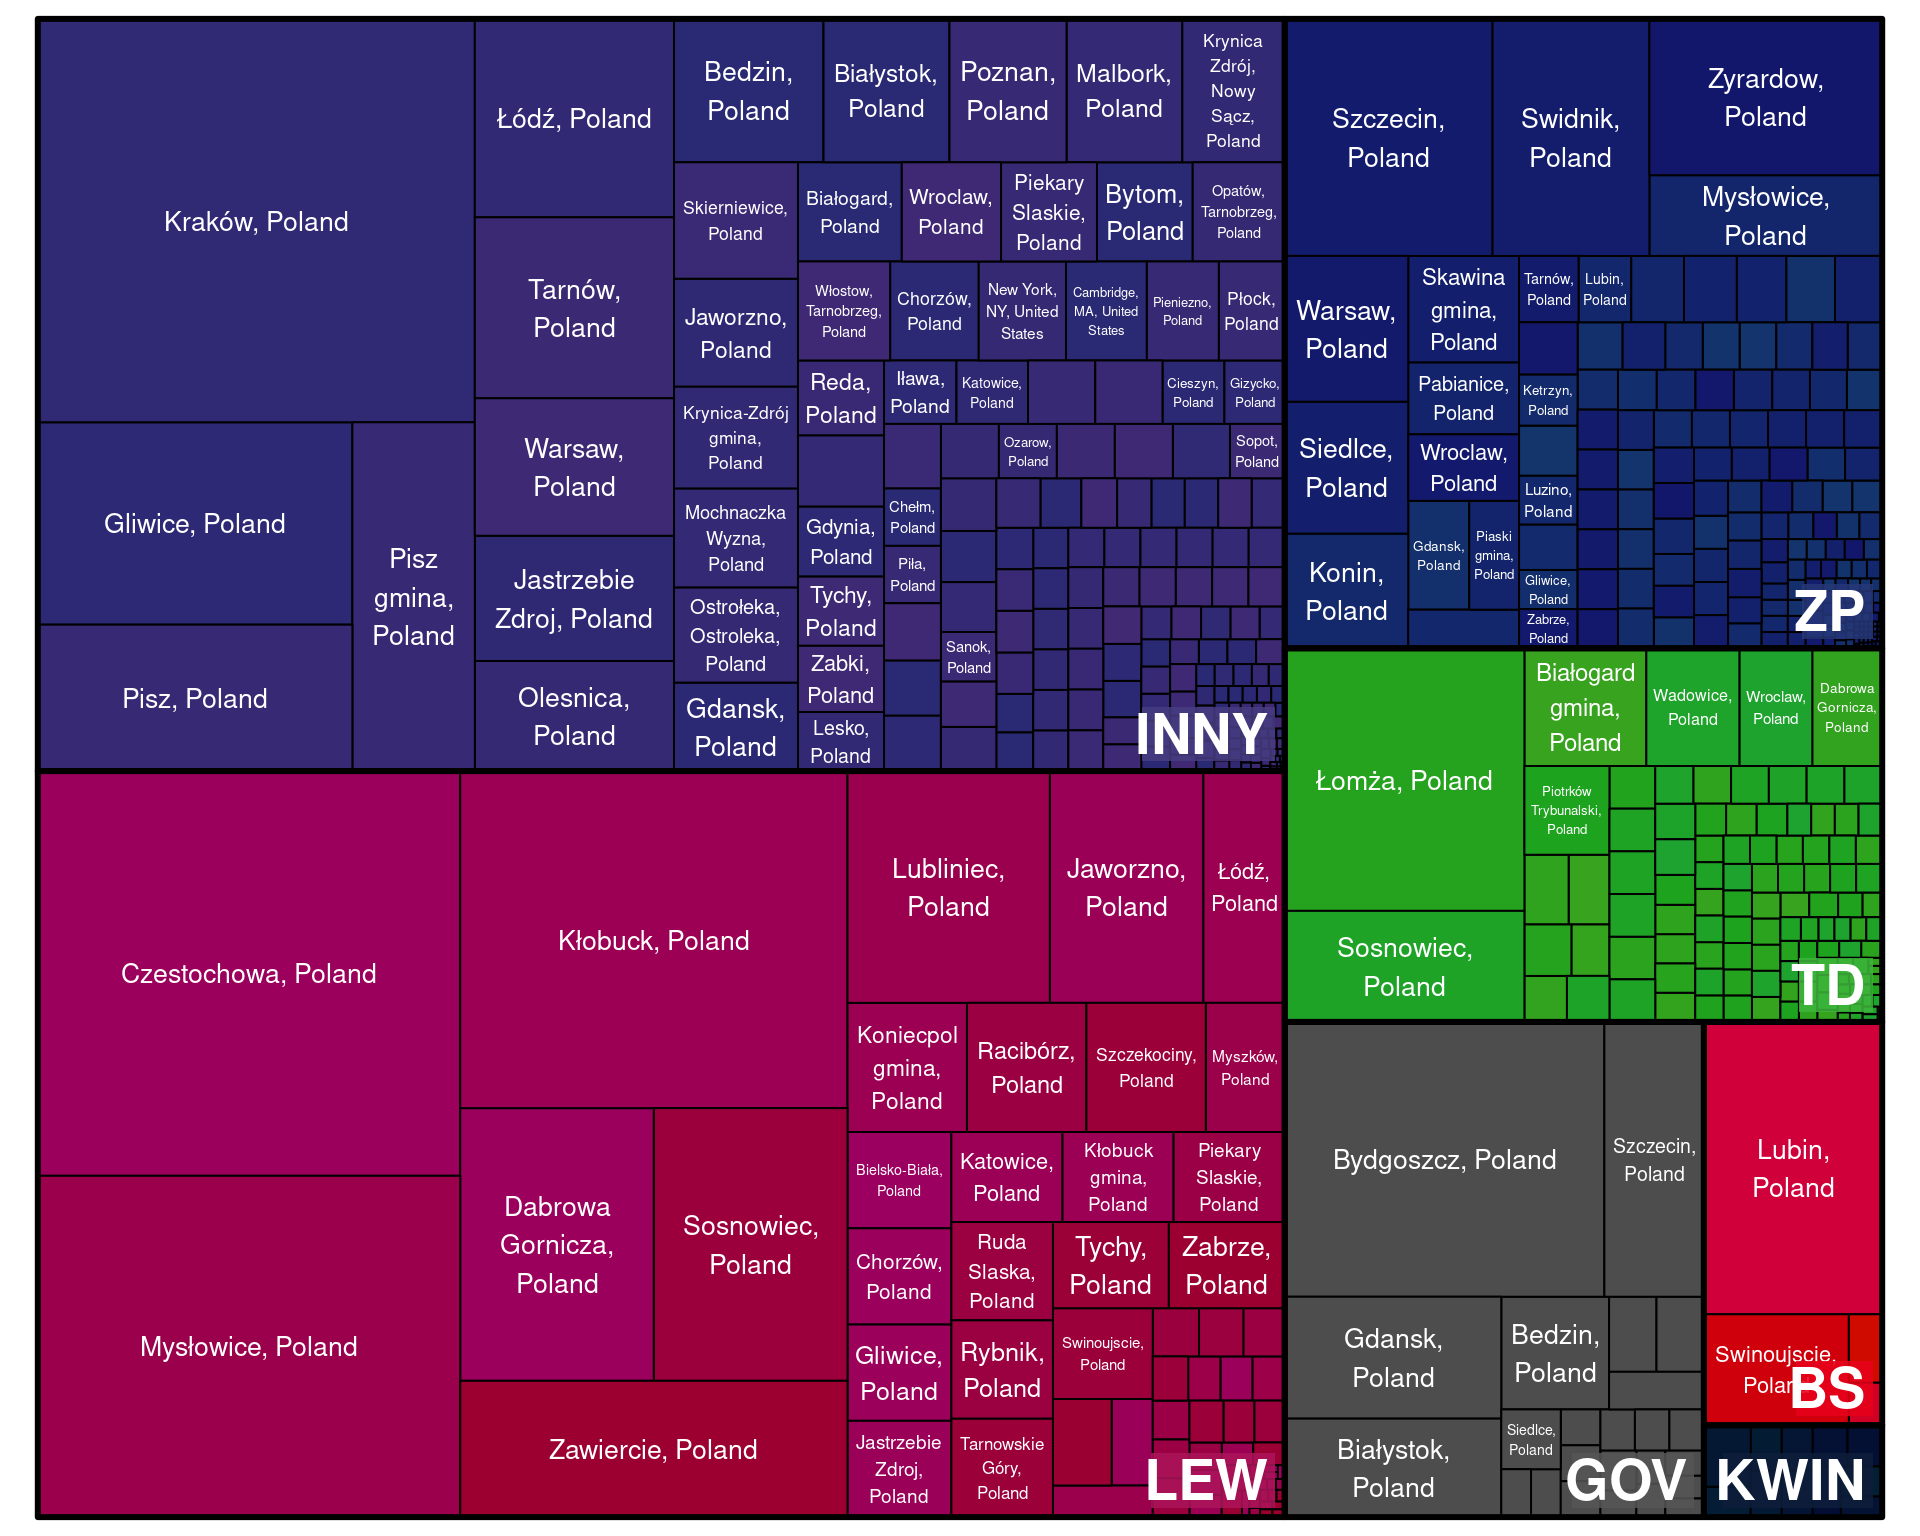 Kraków, Poland
Gliwice, Poland
Pisz, Poland
Pisz
gmina,
Poland
Łódź, Poland
Tarnów,
Poland
Warsaw,
Poland
Jastrzebie
Zdroj, Poland
Olesnica,
Poland
Bedzin,
Poland
Białystok,
Poland
Poznan,
Poland
Malbork,
Poland
Krynica
Zdrój,
Nowy
Sącz,
Poland
Skierniewice,
Poland
Jaworzno,
Poland
Krynica-Zdrój
gmina,
Poland
Mochnaczka
Wyzna,
Poland
Ostrołeka,
Ostroleka,
Poland
Gdansk,
Poland
Białogard,
Poland
Wroclaw,
Poland
Piekary
Slaskie,
Poland
Bytom,
Poland
Opatów,
Tarnobrzeg,
Poland
Włostow,
Tarnobrzeg,
Poland
Chorzów,
Poland
New York,
NY, United
States
Cambridge,
MA, United
States
Pieniezno,
Poland
Płock,
Poland
Reda,
Poland
Gdynia,
Poland
Tychy,
Poland
Zabki,
Poland
Lesko,
Poland
Iława,
Poland
Katowice,
Poland
Cieszyn,
Poland
Gizycko,
Poland
Ozarow,
Poland
Sopot,
Poland
Chełm,
Poland
Piła,
Poland
Sanok,
Poland
INNY
Szczecin,
Poland
Swidnik,
Poland
Zyrardow,
Poland
Mysłowice,
Poland
Warsaw,
Poland
Siedlce,
Poland
Konin,
Poland
Skawina
gmina,
Poland
Pabianice,
Poland
Wroclaw,
Poland
Gdansk,
Poland
Piaski
gmina,
Poland
Tarnów,
Poland
Lubin,
Poland
Ketrzyn,
Poland
Luzino,
Poland
Gliwice,
Poland
Zabrze,
Poland
ZP
Łomża, Poland
Sosnowiec,
Poland
Białogard
gmina,
Poland
Wadowice,
Poland
Wroclaw,
Poland
Dabrowa
Gornicza,
Poland
Piotrków
Trybunalski,
Poland
TD
Czestochowa, Poland
Mysłowice, Poland
Kłobuck, Poland
Dabrowa
Gornicza,
Poland
Sosnowiec,
Poland
Zawiercie, Poland
Lubliniec,
Poland
Jaworzno,
Poland
Łódź,
Poland
Koniecpol
gmina,
Poland
Racibórz,
Poland
Szczekociny,
Poland
Myszków,
Poland
Bielsko-Biała,
Poland
Chorzów,
Poland
Gliwice,
Poland
Jastrzebie
Zdroj,
Poland
Katowice,
Poland
Kłobuck
gmina,
Poland
Piekary
Slaskie,
Poland
Ruda
Slaska,
Poland
Rybnik,
Poland
Tarnowskie
Góry,
Poland
Tychy,
Poland
Zabrze,
Poland
Swinoujscie,
Poland
LEW
Bydgoszcz, Poland
Szczecin,
Poland
Gdansk,
Poland
Białystok,
Poland
Bedzin,
Poland
Siedlce,
Poland
GOV
Lubin,
Poland
Swinoujscie,
BS
KWIN